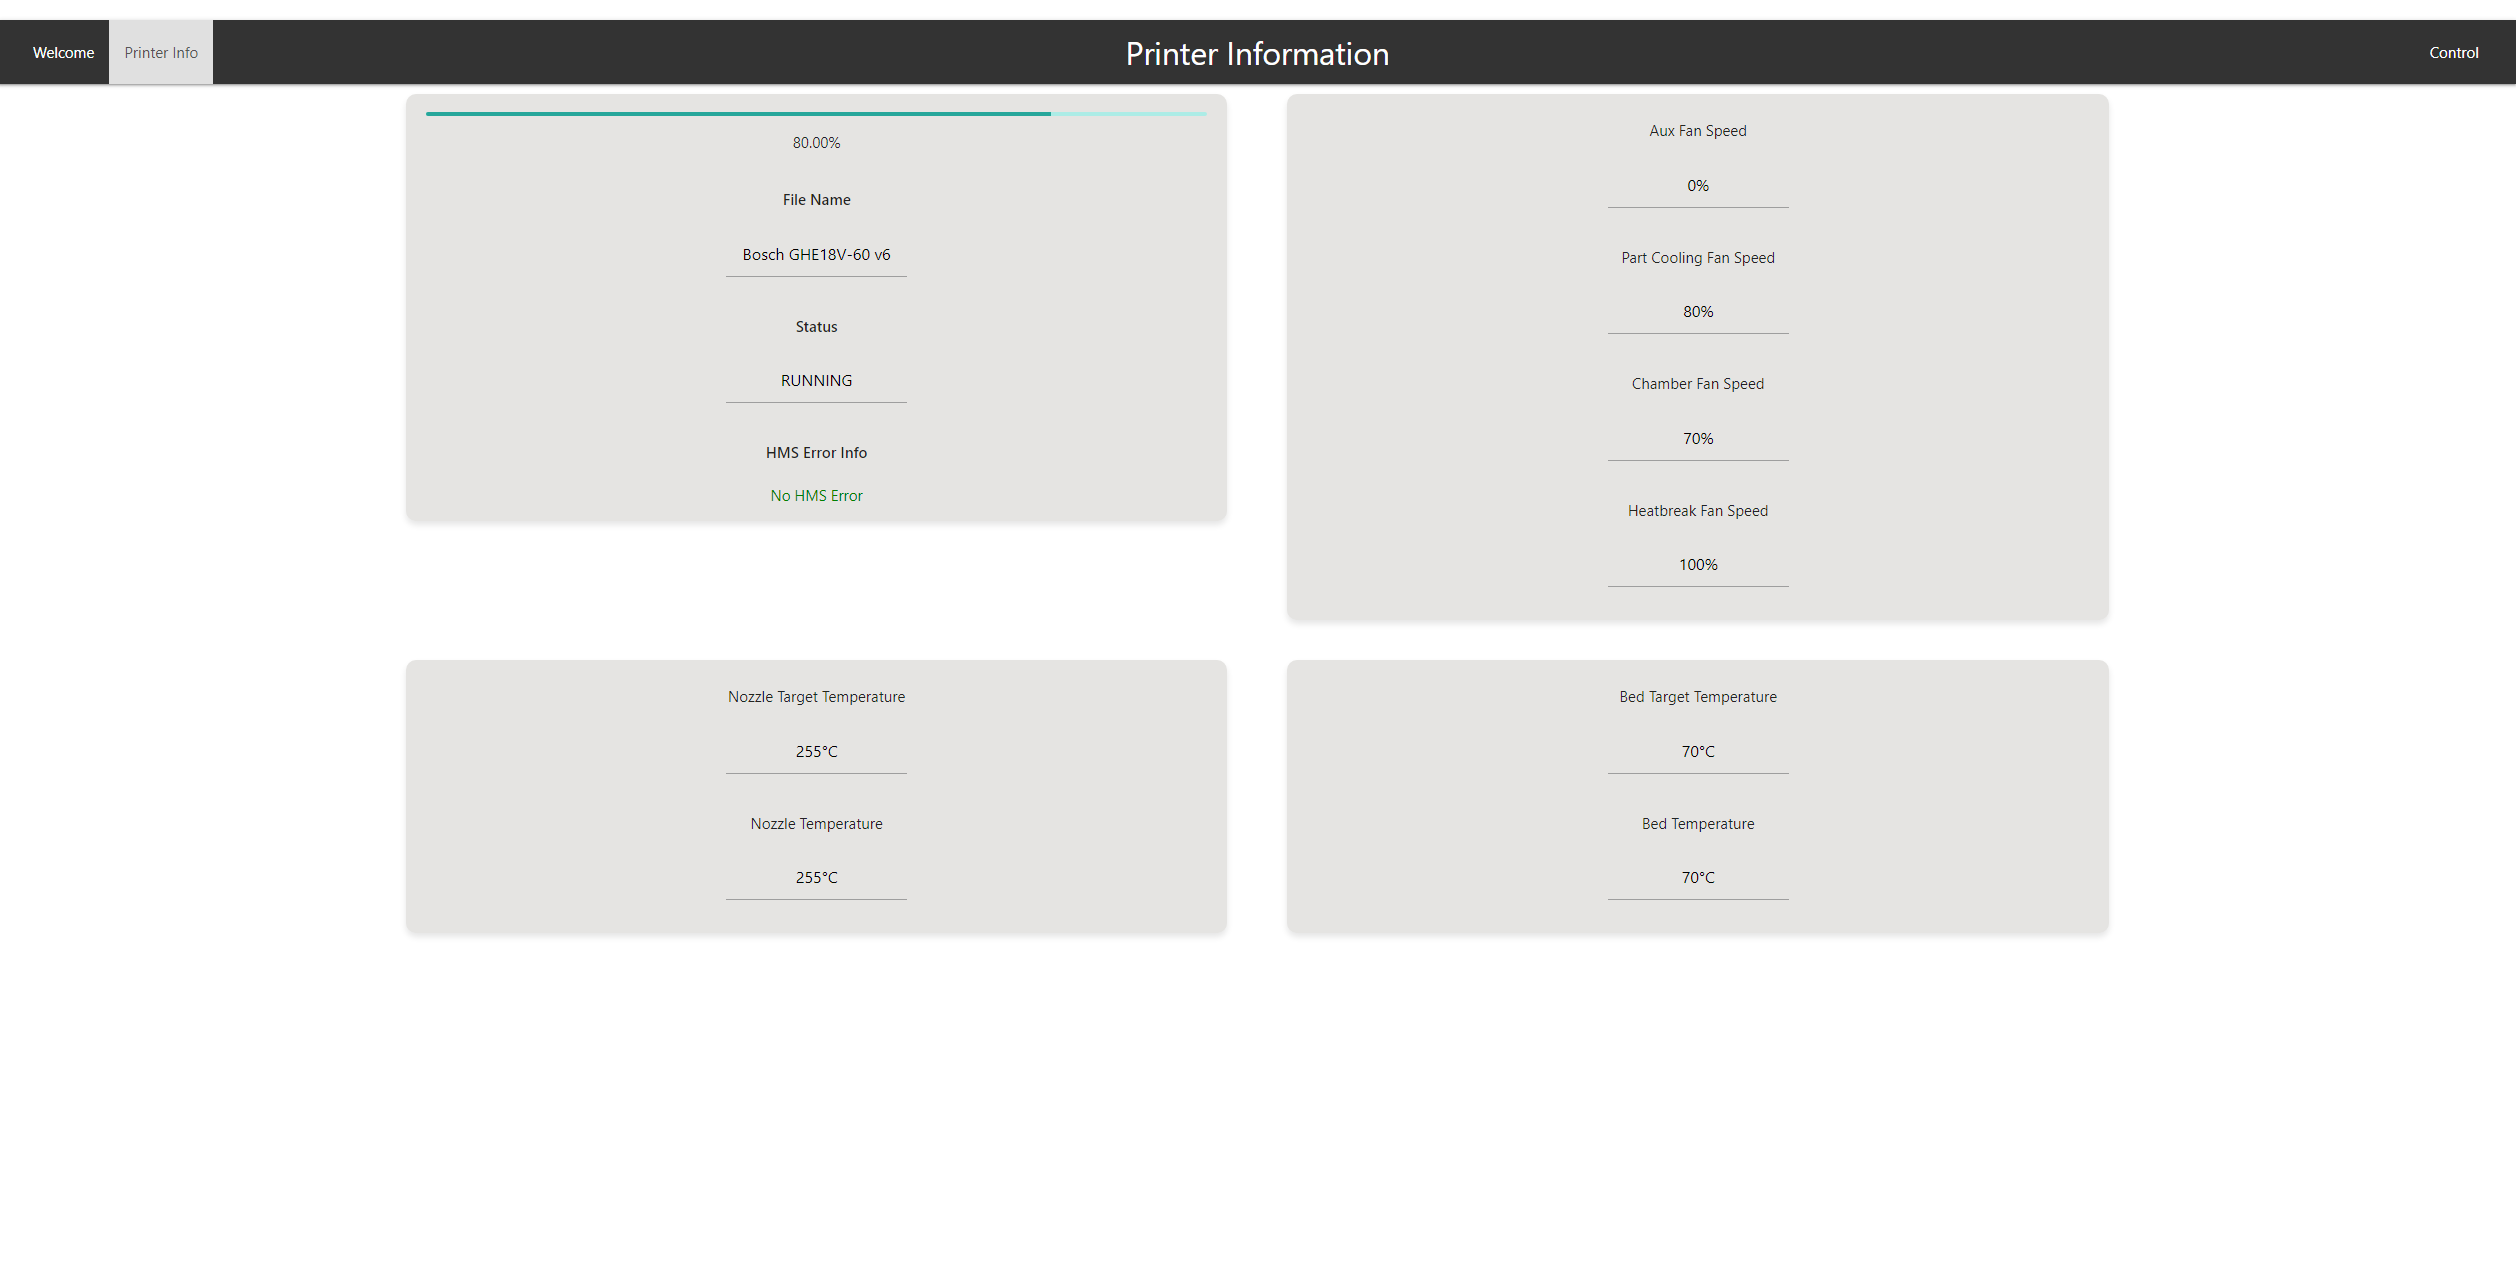 Welcome
Printer Info
Printer Information
Control
80.00%
File Name
Bosch GHE18V-60 v6
Status
RUNNING
HMS Error Info
No HMS Error
Aux Fan Speed
0%
Part Cooling Fan Speed
80%
Chamber Fan Speed
70%
Heatbreak Fan Speed
100%
Nozzle Target Temperature
255°C
Nozzle Temperature
255°C
Bed Target Temperature
70°C
Bed Temperature
70°C